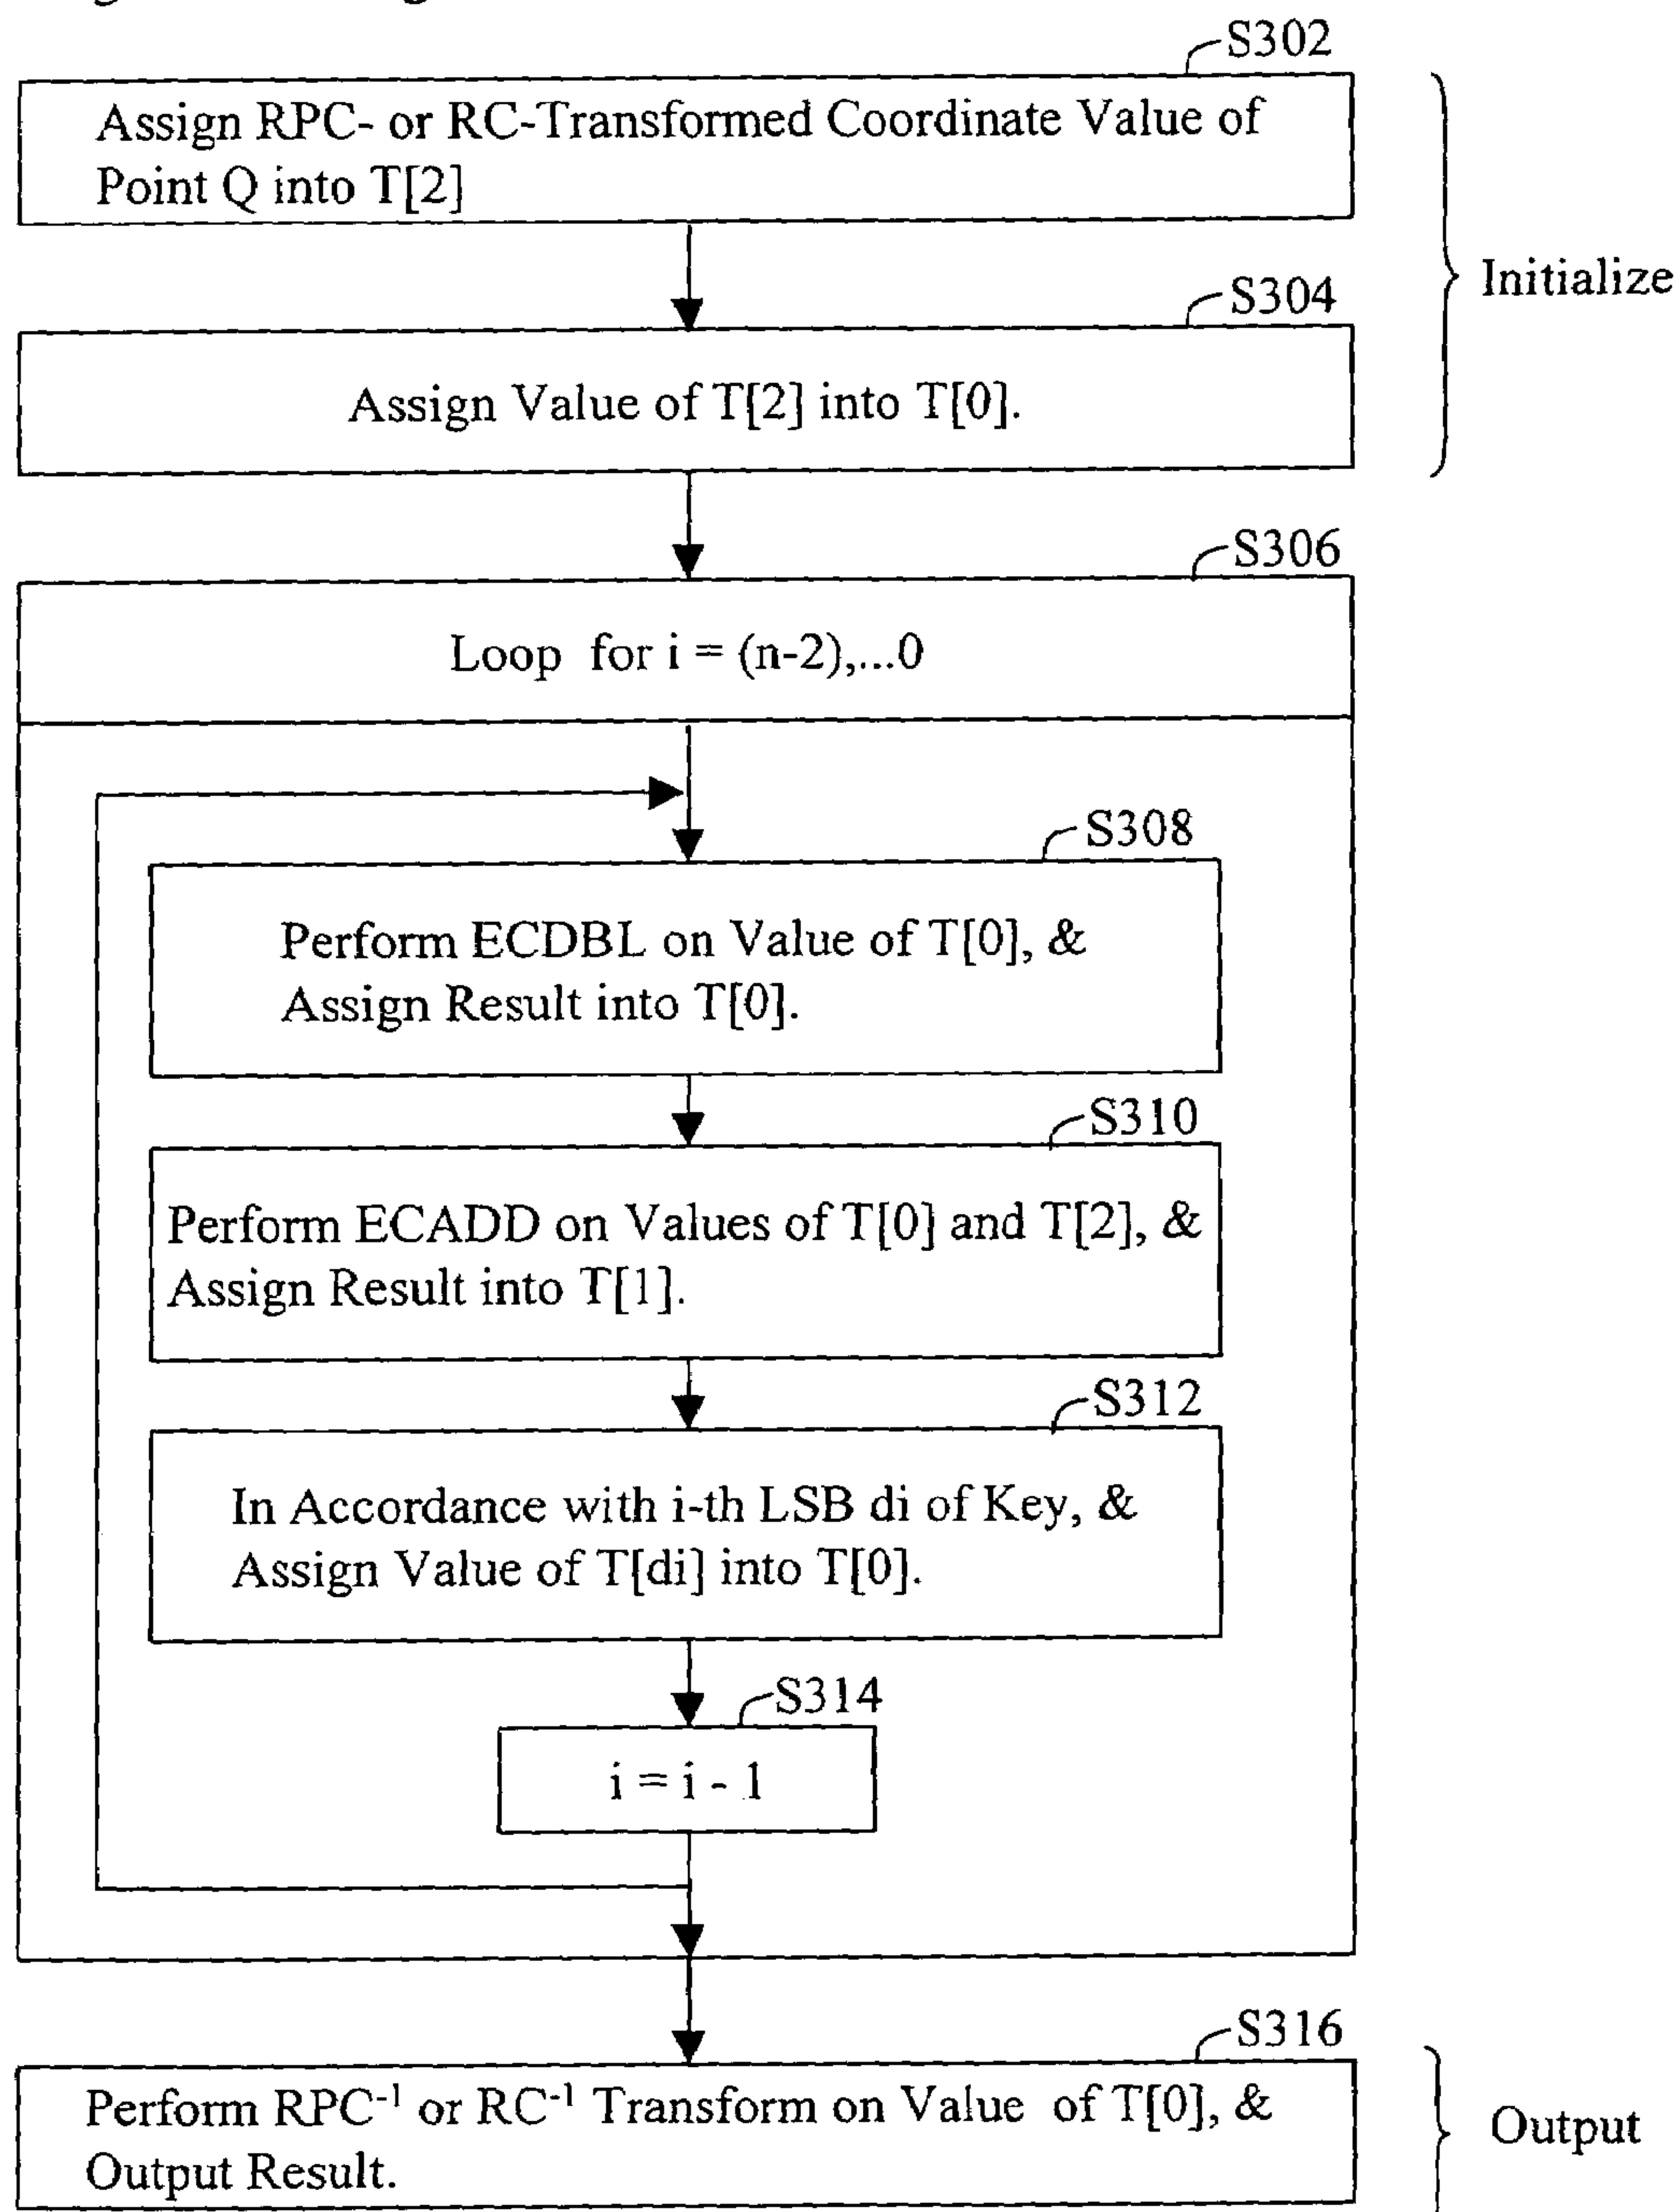 S302
Assign RPC- or RC-Transformed Coordinate Value of
Point Q into T[2]
Initialize
S304
Assign Value of T[2] into T[0].
S306
Loop for i = (n-2),...0
S308
Perform ECDBL on Value of T[0], &
Assign Result into T[0].
S310
Perform ECADD on Values of T[0] and T[2], &
Assign Result into T[1].
S312
In Accordance with i-th LSB di of Key, &
Assign Value of T[di] into T[0].
S314
i = i - 1
S316
Perform RPC⁻¹ or RC⁻¹ Transform on Value of T[0], &
Output Result.
Output